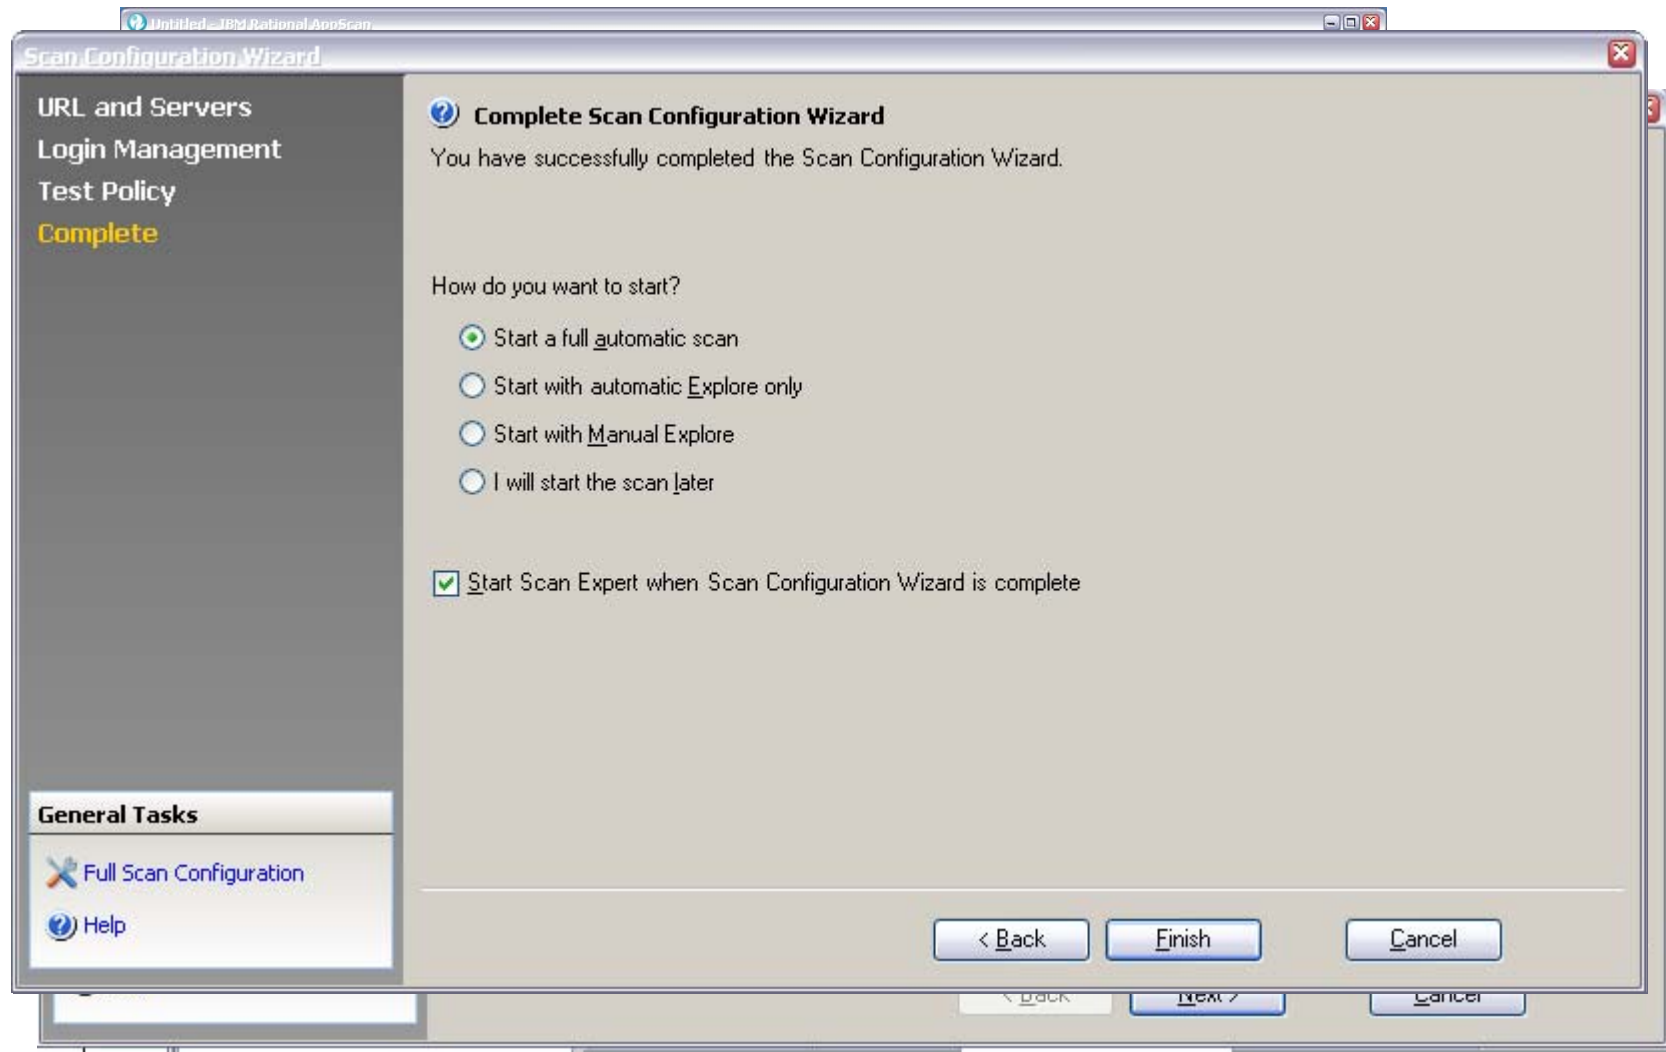 Untitled - IBM Rational AppScan
Scan Configuration Wizard
URL and Servers
Login Management
Test Policy
Complete
Complete Scan Configuration Wizard
You have successfully completed the Scan Configuration Wizard.
How do you want to start?
Start a full automatic scan
Start with automatic Explore only
Start with Manual Explore
I will start the scan later
Start Scan Expert when Scan Configuration Wizard is complete
General Tasks
Full Scan Configuration
Help
< Back
Finish
Cancel
< Back
Next >
Cancel